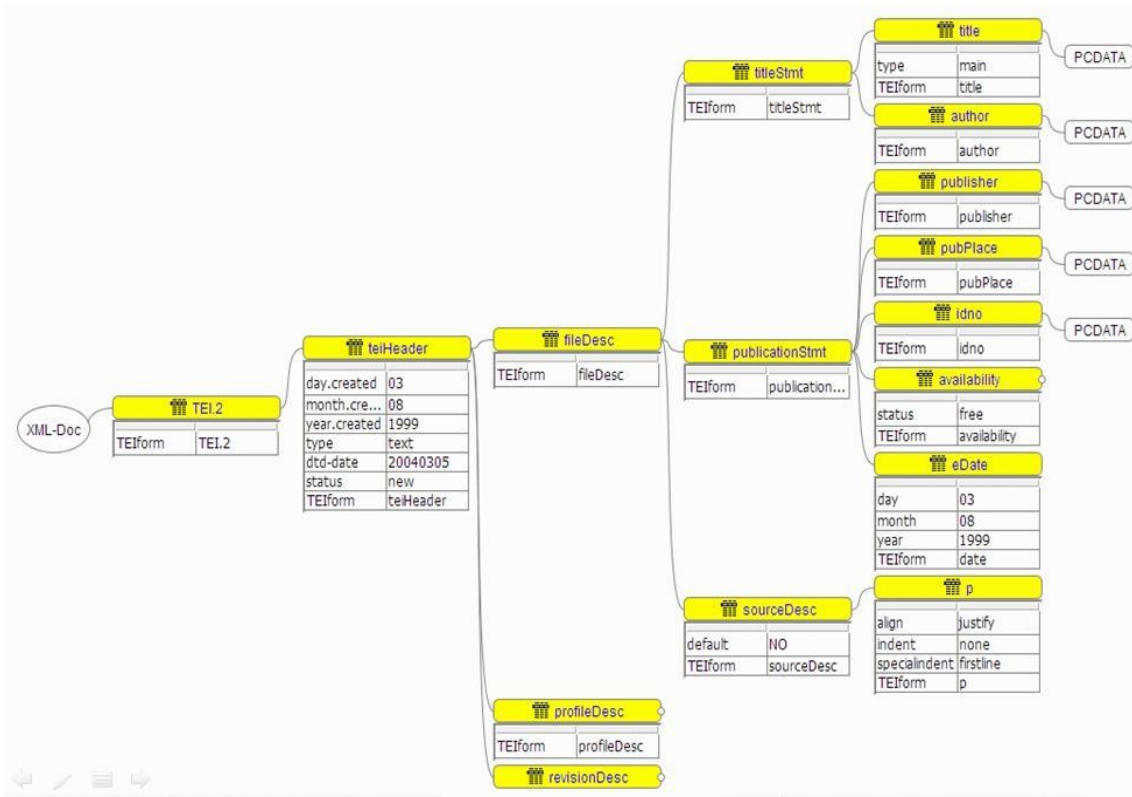 XML-Doc
TEI.2
TEIform TEI.2
teiHeader
day.created 03
month.cre... 08
year.created 1999
type text
dtd-date 20040305
status new
TEIform teiHeader
fileDesc
TEIform fileDesc
titleStmt
TEIform titleStmt
title
type main
TEIform title
PCDATA
author
TEIform author
PCDATA
publicationStmt
TEIform publication...
publisher
TEIform publisher
PCDATA
pubPlace
TEIform pubPlace
PCDATA
idno
TEIform idno
PCDATA
availability
status free
TEIform availability
eDate
day 03
month 08
year 1999
TEIform date
sourceDesc
default NO
TEIform sourceDesc
p
align justify
indent none
specialindent firstline
TEIform p
profileDesc
TEIform profileDesc
revisionDesc